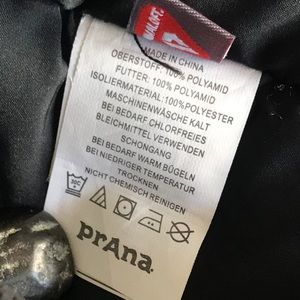 MADE IN CHINA
OBERSTOFF: 100% POLYAMID
FUTTER: 100% POLYAMID
ISOLIERMATERIAL:100%POLYESTER
MASCHINENWÄSCHE KALT
BEI BEDARF CHLORFREIES
BLEICHMITTEL VERWENDEN
SCHONGANG
BEI BEDARF WARM BÜGELN
BEI NIEDRIGER TEMPERATUR
TROCKNEN
NICHT CHEMISCH REINIGEN
prAna